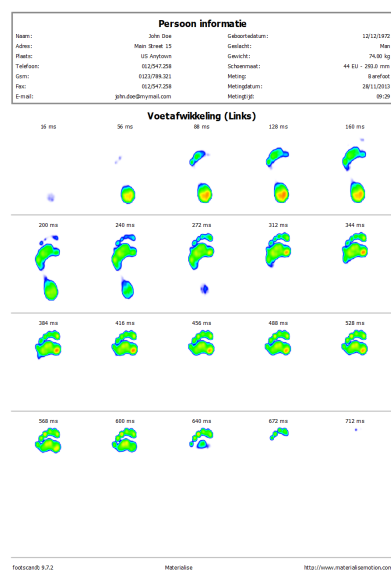 Persoon informatie
Naam: John Doe Geboortedatum: 12/12/1972
Adres: Main Street 15 Geslacht: Man
Plaats: US Anytown Gewicht: 74.00 kg
Telefoon: 012/547.258 Schoenmaat: 44 EU - 293.0 mm
Gsm: 0123/789.321 Meting: Barefoot
Fax: 012/547.258 Metingdatum: 28/11/2013
E-mail: john.doe@mymail.com Metingtijd: 09:29
Voetafwikkeling (Links)
16 ms 56 ms 88 ms 128 ms 160 ms
200 ms 240 ms 272 ms 312 ms 344 ms
384 ms 416 ms 456 ms 488 ms 528 ms
568 ms 600 ms 640 ms 672 ms 712 ms
footscan® 9.7.2 Materialise http://www.materialisemotion.com